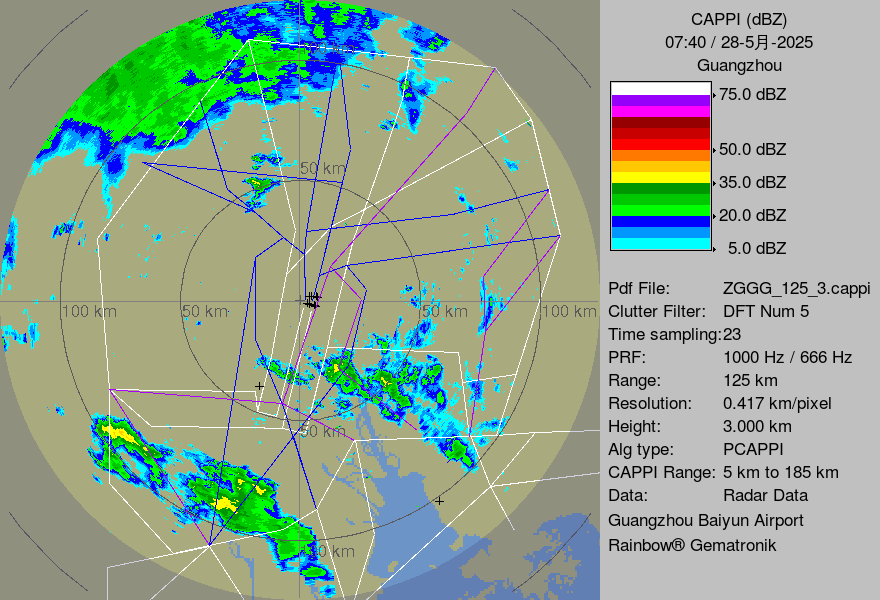 CAPPI (dBZ)
07:40 / 28-5月-2025
Guangzhou
75.0 dBZ
50.0 dBZ
35.0 dBZ
20.0 dBZ
5.0 dBZ
Pdf File: ZGGG_125_3.cappi
Clutter Filter: DFT Num 5
Time sampling:23
PRF: 1000 Hz / 666 Hz
Range: 125 km
Resolution: 0.417 km/pixel
Height: 3.000 km
Alg type: PCAPPI
CAPPI Range: 5 km to 185 km
Data: Radar Data
Guangzhou Baiyun Airport
Rainbow® Gematronik
50 km
100 km 50 km 50 km 100 km
50 km
100 km